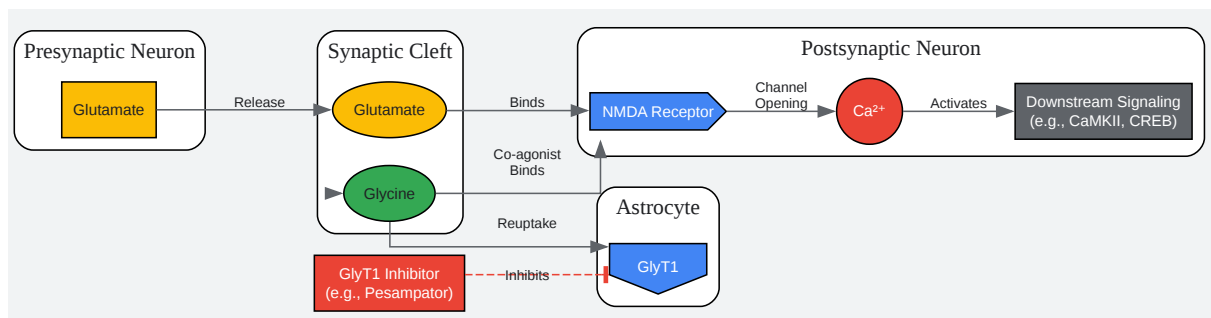 Presynaptic Neuron
Glutamate
Release
Synaptic Cleft
Glutamate
Glycine
Binds
Co-agonist
Binds
Reuptake
Postsynaptic Neuron
NMDA Receptor
Channel
Opening
Ca²⁺
Activates
Downstream Signaling
(e.g., CaMKII, CREB)
Astrocyte
GlyT1
GlyT1 Inhibitor
(e.g., Pesampator)
Inhibits